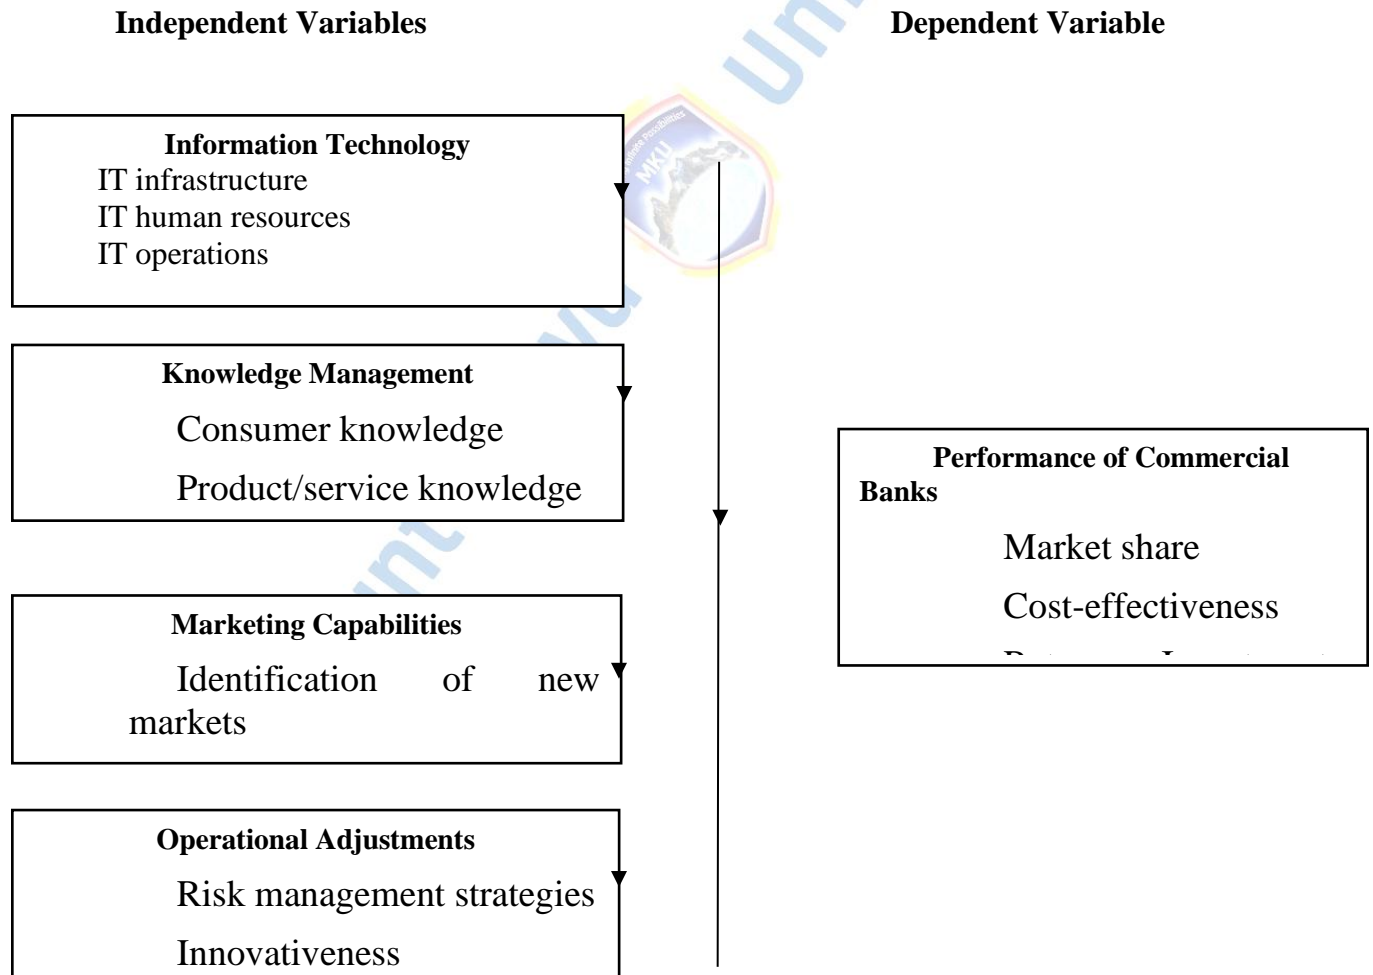 Independent Variables
Dependent Variable
Information Technology
IT infrastructure
IT human resources
IT operations
Knowledge Management
Consumer knowledge
Product/service knowledge
Performance of Commercial
Banks
Market share
Cost-effectiveness
Marketing Capabilities
Identification of new
markets
Operational Adjustments
Risk management strategies
Innovativeness
MKU